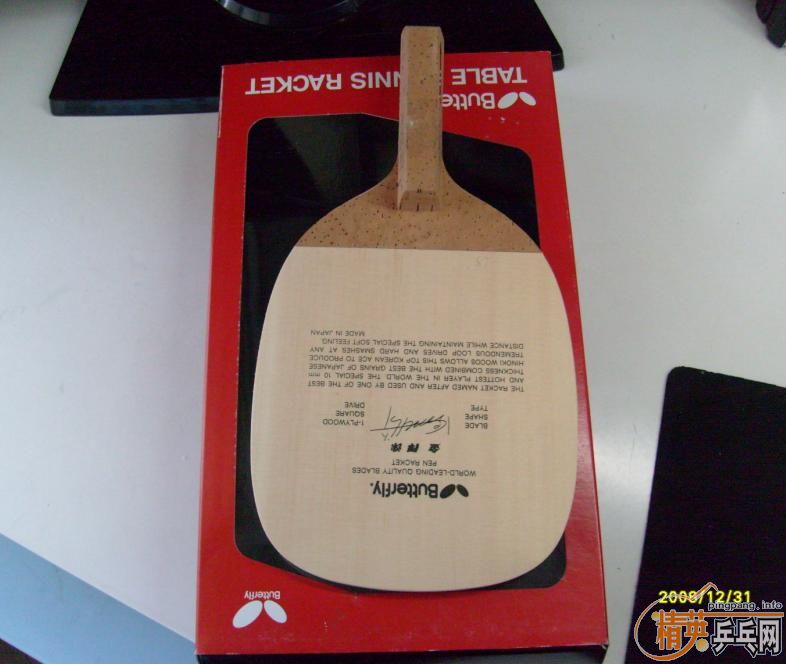 Butterfly
Butterfly.
WORLD-LEADING QUALITY BLADES
PEN RACKET
金擇洙
BLADE 1-PLYWOOD
SHAPE SQUARE
TYPE DRIVE
THE RACKET NAMED AFTER AND USED BY ONE OF THE BEST
AND HOTTEST PLAYER IN THE WORLD. THE SPECIAL 10 mm
THICKNESS COMBINED WITH THE BEST GRAINS OF JAPANESE
HINOKI WOODS ALLOWS THIS TOP KOREAN ACE TO PRODUCE
TREMENDOUS LOOP DRIVES AND HARD SMASHES AT ANY
DISTANCE WHILE MAINTAINING THE SPECIAL SOFT FEELING.
MADE IN JAPAN
Butte
TABLE NNIS RACKET
2008/12/31
pingpang.info
精英乒乓网